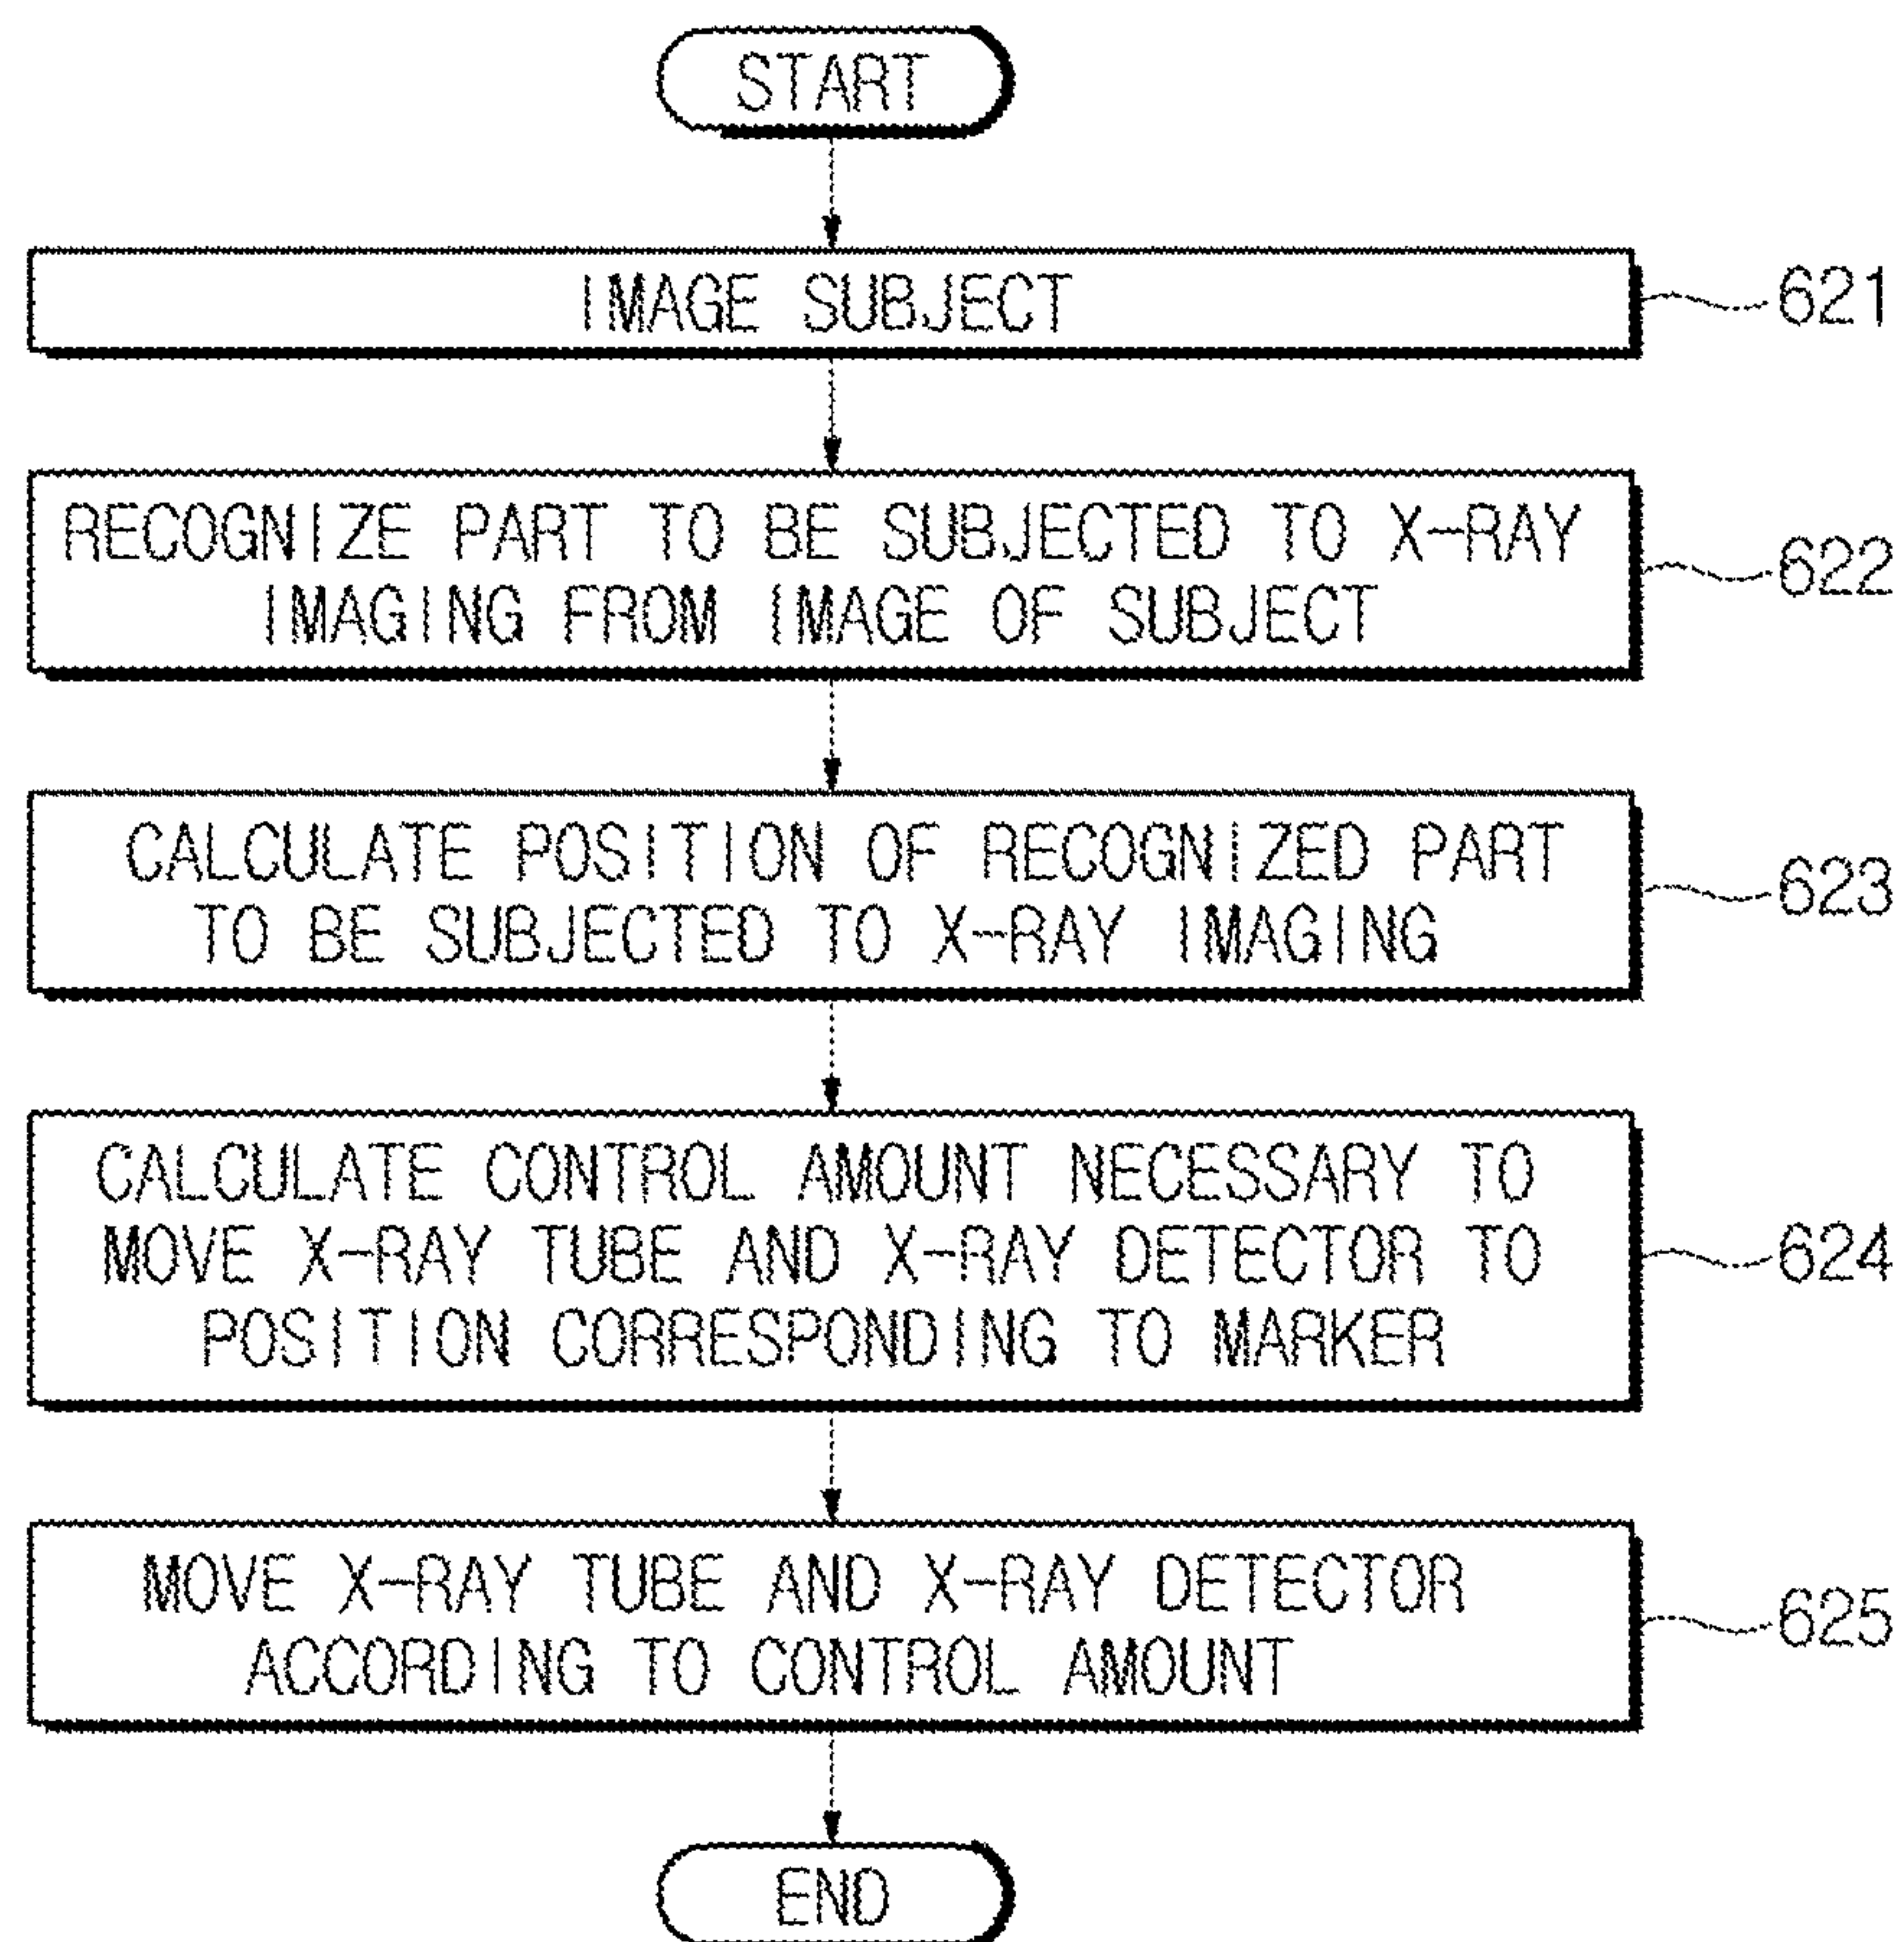 START
IMAGE SUBJECT
621
RECOGNIZE PART TO BE SUBJECTED TO X-RAY
IMAGING FROM IMAGE OF SUBJECT
622
CALCULATE POSITION OF RECOGNIZED PART
TO BE SUBJECTED TO X-RAY IMAGING
623
CALCULATE CONTROL AMOUNT NECESSARY TO
MOVE X-RAY TUBE AND X-RAY DETECTOR TO
POSITION CORRESPONDING TO MARKER
624
MOVE X-RAY TUBE AND X-RAY DETECTOR
ACCORDING TO CONTROL AMOUNT
625
END